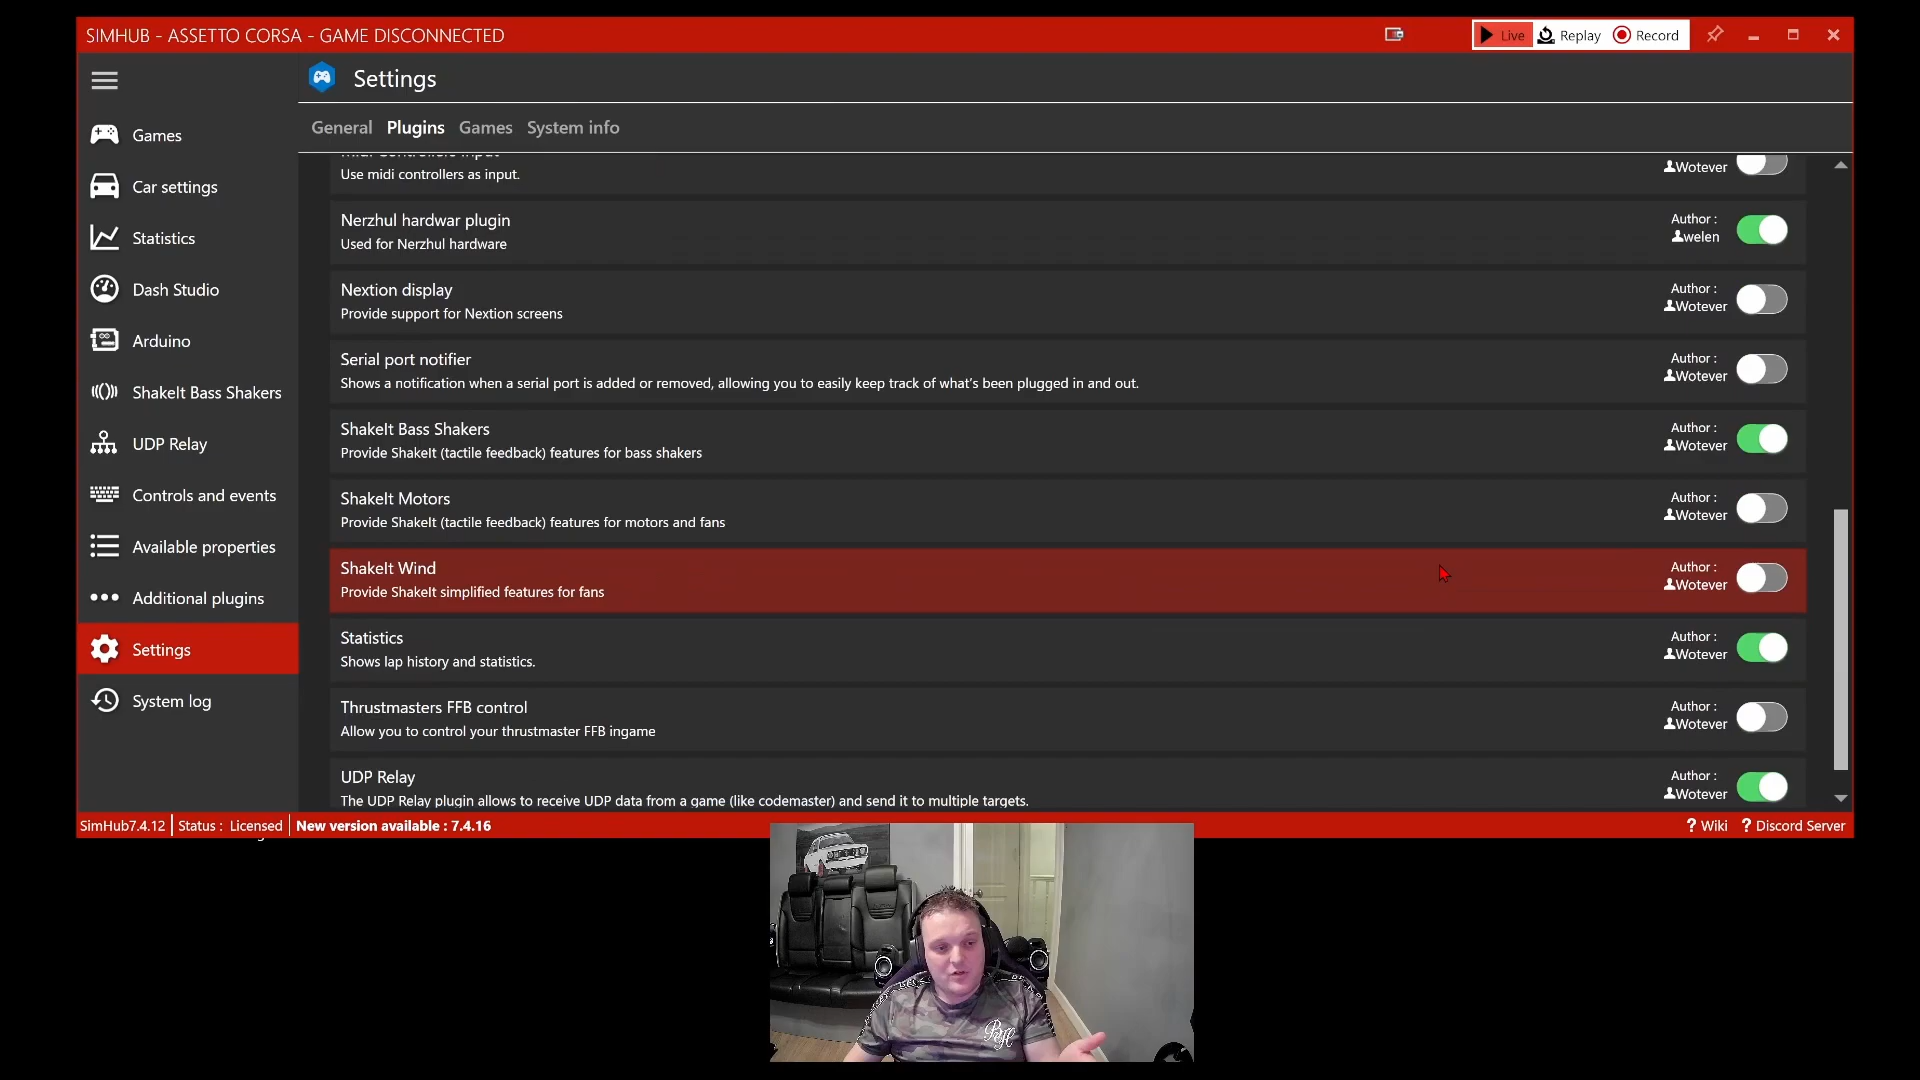 SIMHUB - ASSETTO CORSA - GAME DISCONNECTED
Live Replay Record
Settings
General Plugins Games System info
Games
Car settings
Statistics
Dash Studio
Arduino
ShakeIt Bass Shakers
UDP Relay
Controls and events
Available properties
Additional plugins
Settings
System log
Midi Controllers Input
Use midi controllers as input.
Wotever
Nerzhul hardwar plugin
Used for Nerzhul hardware
Author :
welen
Nextion display
Provide support for Nextion screens
Author :
Wotever
Serial port notifier
Shows a notification when a serial port is added or removed, allowing you to easily keep track of what's been plugged in and out.
Author :
Wotever
ShakeIt Bass Shakers
Provide ShakeIt (tactile feedback) features for bass shakers
Author :
Wotever
ShakeIt Motors
Provide ShakeIt (tactile feedback) features for motors and fans
Author :
Wotever
ShakeIt Wind
Provide ShakeIt simplified features for fans
Author :
Wotever
Statistics
Shows lap history and statistics.
Author :
Wotever
Thrustmasters FFB control
Allow you to control your thrustmaster FFB ingame
Author :
Wotever
UDP Relay
The UDP Relay plugin allows to receive UDP data from a game (like codemaster) and send it to multiple targets.
Author :
Wotever
SimHub7.4.12 Status : Licensed New version available : 7.4.16
? Wiki ? Discord Server